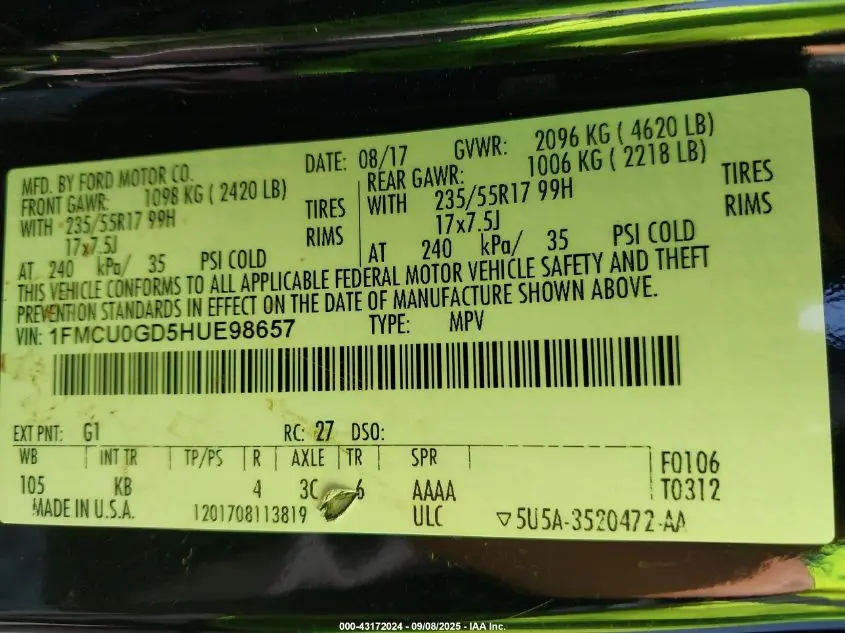 MFD. BY FORD MOTOR CO. DATE: 08/17 GVWR: 2096 KG ( 4620 LB)
FRONT GAWR: 1098 KG ( 2420 LB) REAR GAWR: 1006 KG ( 2218 LB)
WITH 235/55R17 99H TIRES WITH 235/55R17 99H TIRES
17x7.5J RIMS 17x7.5J RIMS
AT 240 kPa/ 35 PSI COLD AT 240 kPa/ 35 PSI COLD
THIS VEHICLE CONFORMS TO ALL APPLICABLE FEDERAL MOTOR VEHICLE SAFETY AND THEFT
PREVENTION STANDARDS IN EFFECT ON THE DATE OF MANUFACTURE SHOWN ABOVE.
VIN: 1FMCU0GD5HUE98657 TYPE: MPV
EXT PNT: G1 RC: 27 DSO:
WB INT TR TP/PS R AXLE TR SPR F0106
105 KB 4 3C 6 AAAA T0312
MADE IN U.S.A. 1201708113819 ULC ▽5U5A-3520472-AA
000-43172024 - 09/08/2025 - IAA Inc.